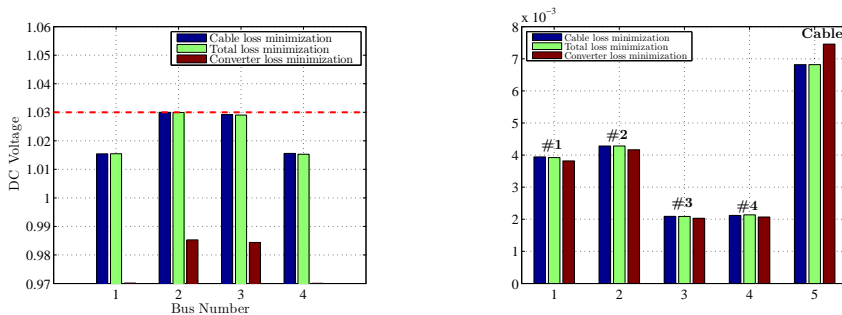 1.06
1.05
1.04
1.03
1.02
1.01
1
0.99
0.98
0.97
DC Voltage
Cable loss minimization
Total loss minimization
Converter loss minimization
1 2 3 4
Bus Number
x 10⁻³
8
7
6
5
4
3
2
1
0
Cable loss minimization
Total loss minimization
Converter loss minimization
Cable
#1
#2
#3
#4
1 2 3 4 5